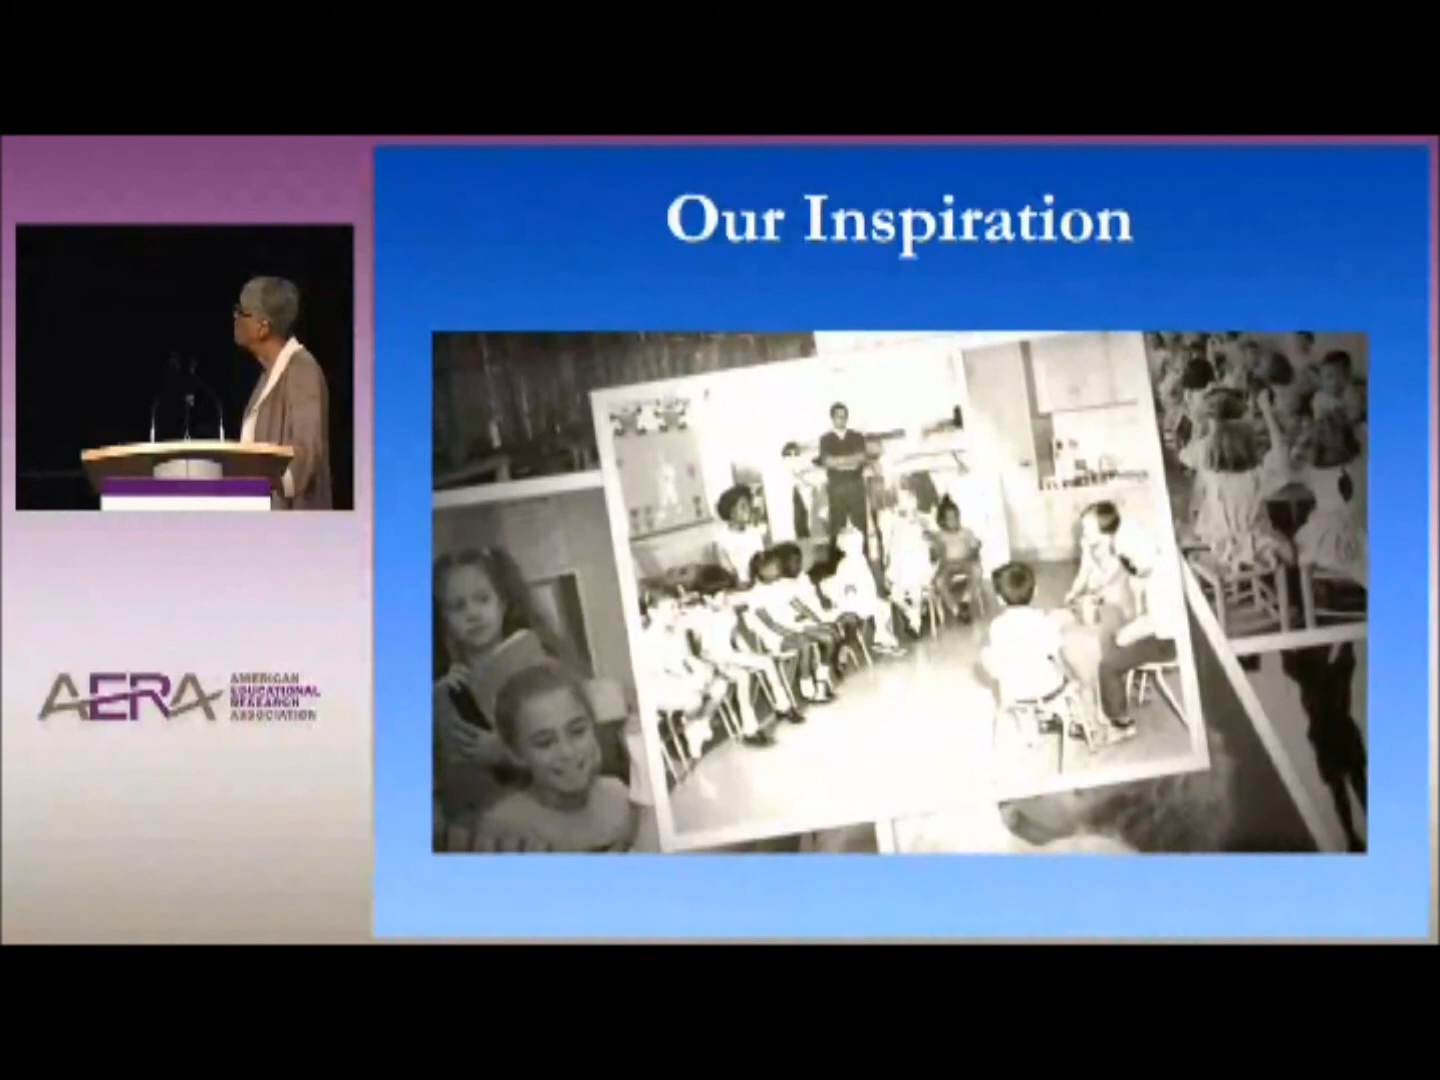 Our Inspiration
AERA
AMERICAN
EDUCATIONAL
RESEARCH
ASSOCIATION